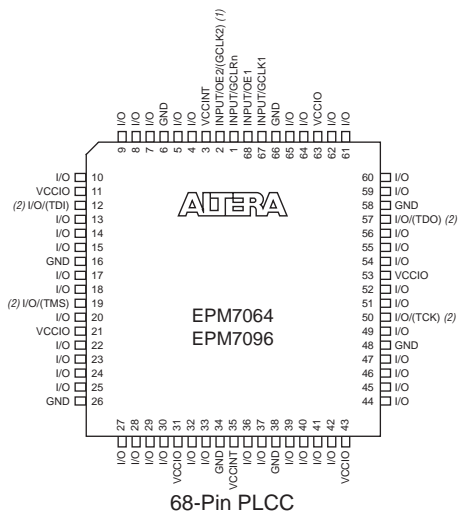 I/O
I/O
I/O
GND
I/O
I/O
VCCINT
INPUT/OE2/(GCLK2) (1)
INPUT/GCLRn
INPUT/OE1
INPUT/GCLK1
GND
I/O
I/O
VCCIO
I/O
I/O
9 8 7 6 5 4 3 2 1 68 67 66 65 64 63 62 61
I/O 10
VCCIO 11
(2) I/O/(TDI) 12
I/O 13
I/O 14
I/O 15
GND 16
I/O 17
I/O 18
(2) I/O/(TMS) 19
I/O 20
VCCIO 21
I/O 22
I/O 23
I/O 24
I/O 25
GND 26
ALTERA
EPM7064
EPM7096
60 I/O
59 I/O
58 GND
57 I/O/(TDO) (2)
56 I/O
55 I/O
54 I/O
53 VCCIO
52 I/O
51 I/O
50 I/O/(TCK) (2)
49 I/O
48 GND
47 I/O
46 I/O
45 I/O
44 I/O
27 28 29 30 31 32 33 34 35 36 37 38 39 40 41 42 43
I/O
I/O
I/O
I/O
VCCIO
I/O
I/O
GND
VCCINT
I/O
I/O
GND
I/O
I/O
I/O
I/O
VCCIO
68-Pin PLCC